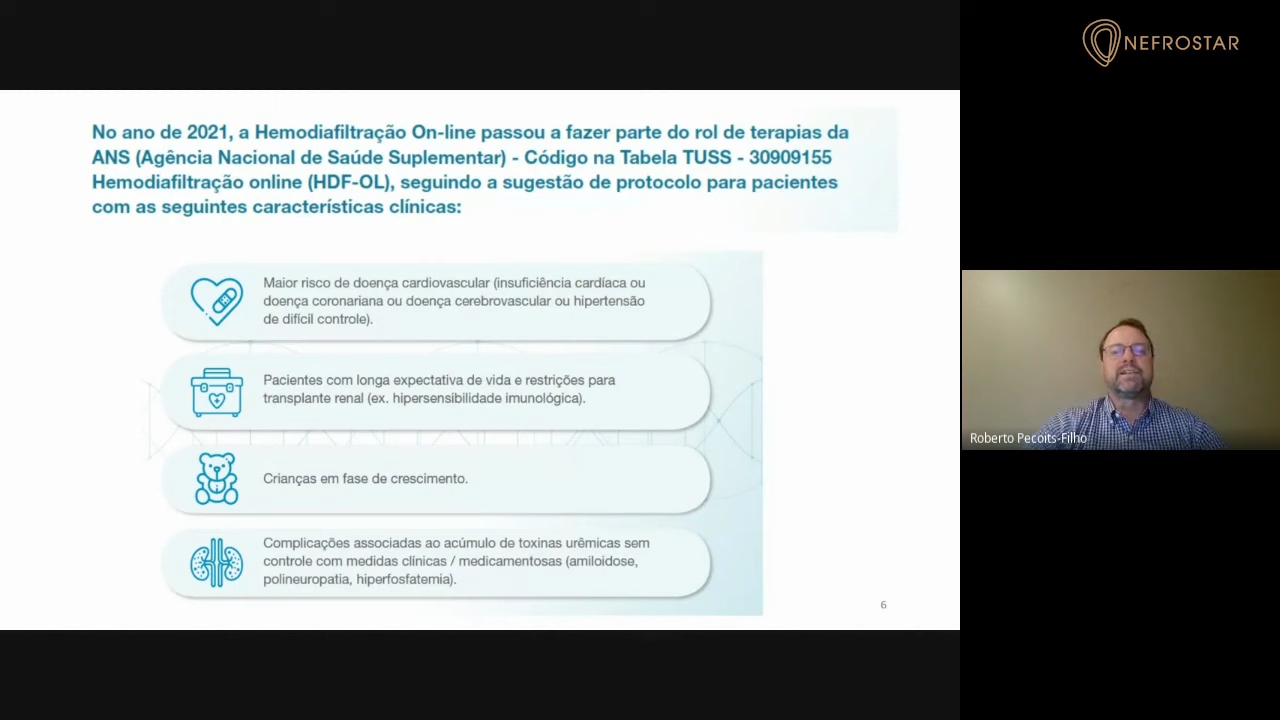 NEFROSTAR
No ano de 2021, a Hemodiafiltração On-line passou a fazer parte do rol de terapias da
ANS (Agência Nacional de Saúde Suplementar) - Código na Tabela TUSS - 30909155
Hemodiafiltração online (HDF-OL), seguindo a sugestão de protocolo para pacientes
com as seguintes características clínicas:
Maior risco de doença cardiovascular (insuficiência cardíaca ou
doença coronariana ou doença cerebrovascular ou hipertensão
de difícil controle).
Pacientes com longa expectativa de vida e restrições para
transplante renal (ex. hipersensibilidade imunológica).
Crianças em fase de crescimento.
Complicações associadas ao acúmulo de toxinas urêmicas sem
controle com medidas clínicas / medicamentosas (amiloidose,
polineuropatia, hiperfosfatemia).
6
Roberto Pecoits-Filho